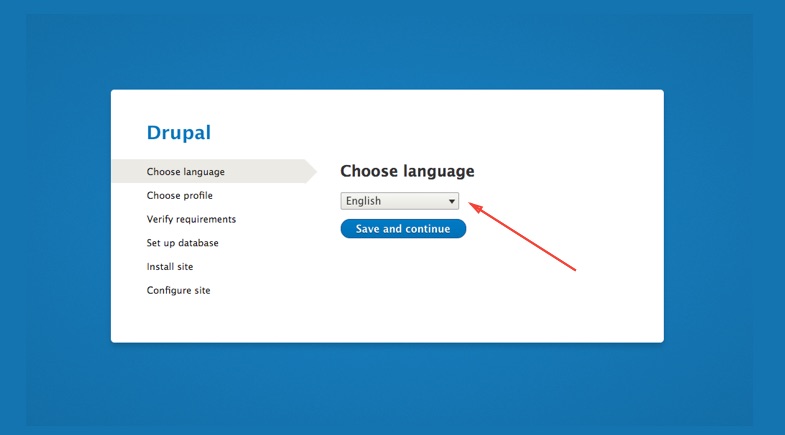 Drupal
Choose language
Choose profile
Verify requirements
Set up database
Install site
Configure site
Choose language
English
Save and continue